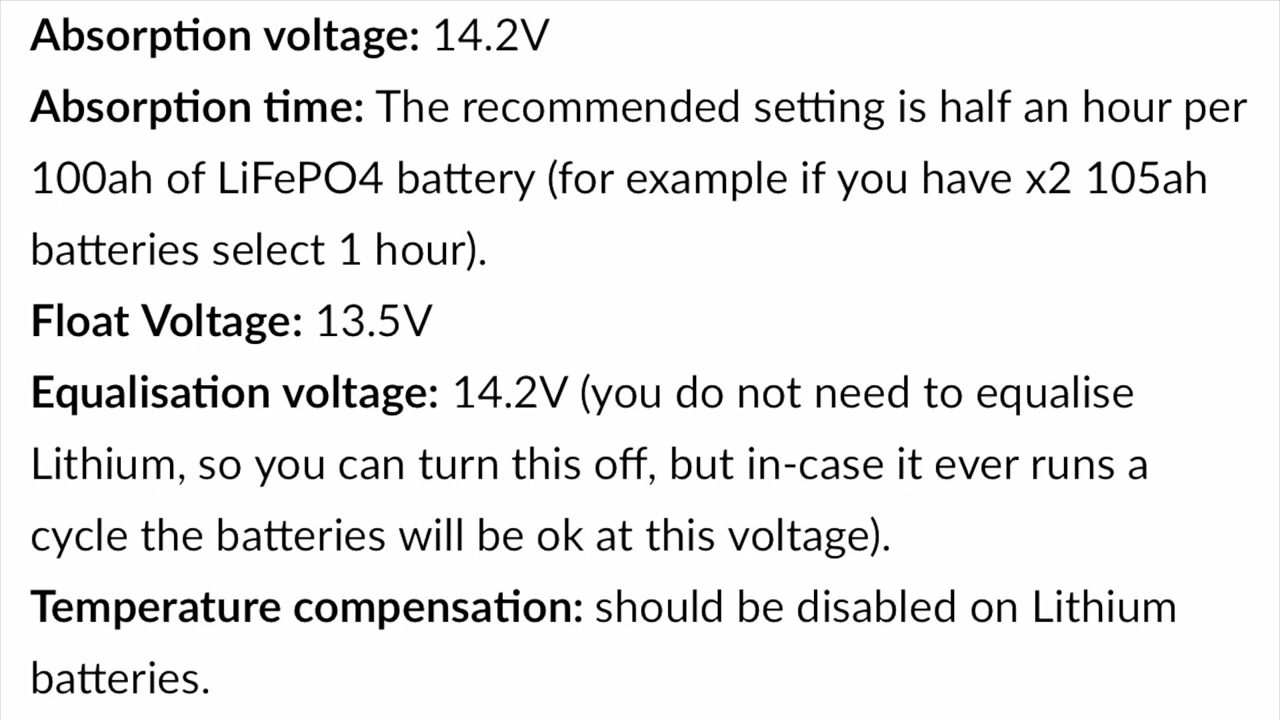 Absorption voltage: 14.2V
Absorption time: The recommended setting is half an hour per
100ah of LiFePO4 battery (for example if you have x2 105ah
batteries select 1 hour).
Float Voltage: 13.5V
Equalisation voltage: 14.2V (you do not need to equalise
Lithium, so you can turn this off, but in-case it ever runs a
cycle the batteries will be ok at this voltage).
Temperature compensation: should be disabled on Lithium
batteries.